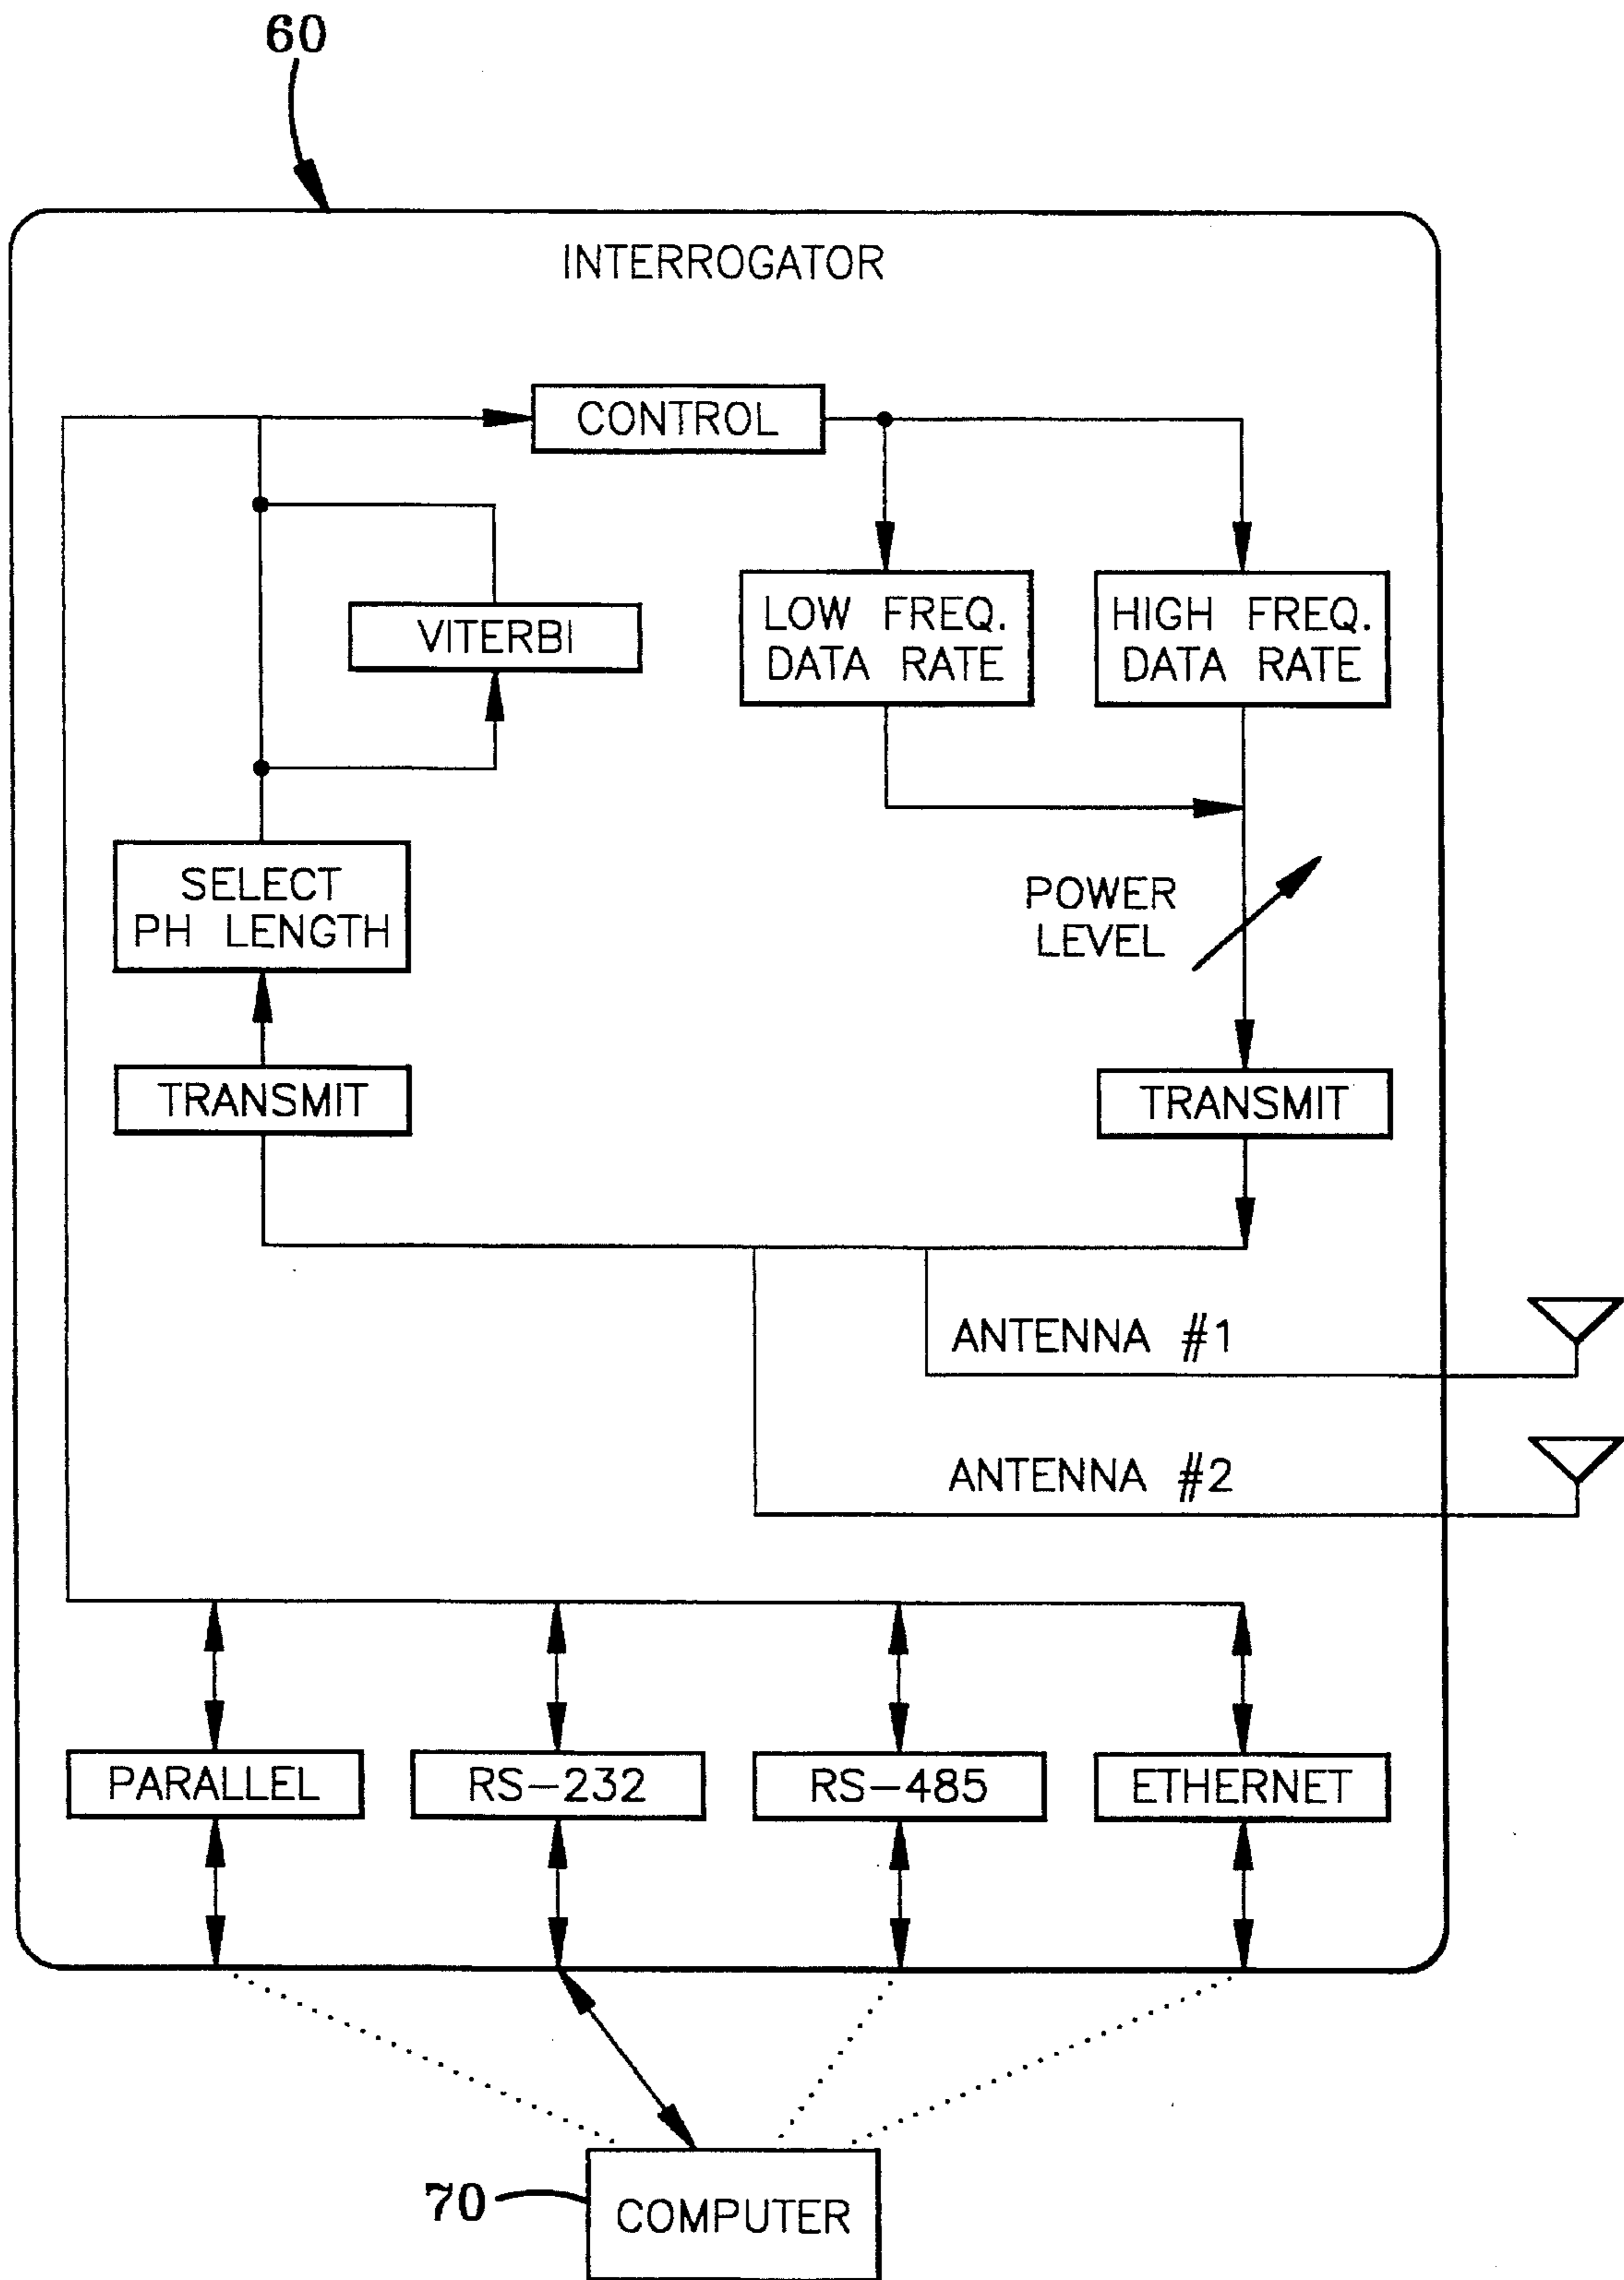 60
INTERROGATOR
CONTROL
VITERBI
LOW FREQ.
DATA RATE
HIGH FREQ.
DATA RATE
SELECT
PH LENGTH
POWER
LEVEL
TRANSMIT
TRANSMIT
ANTENNA #1
ANTENNA #2
PARALLEL
RS-232
RS-485
ETHERNET
70
COMPUTER